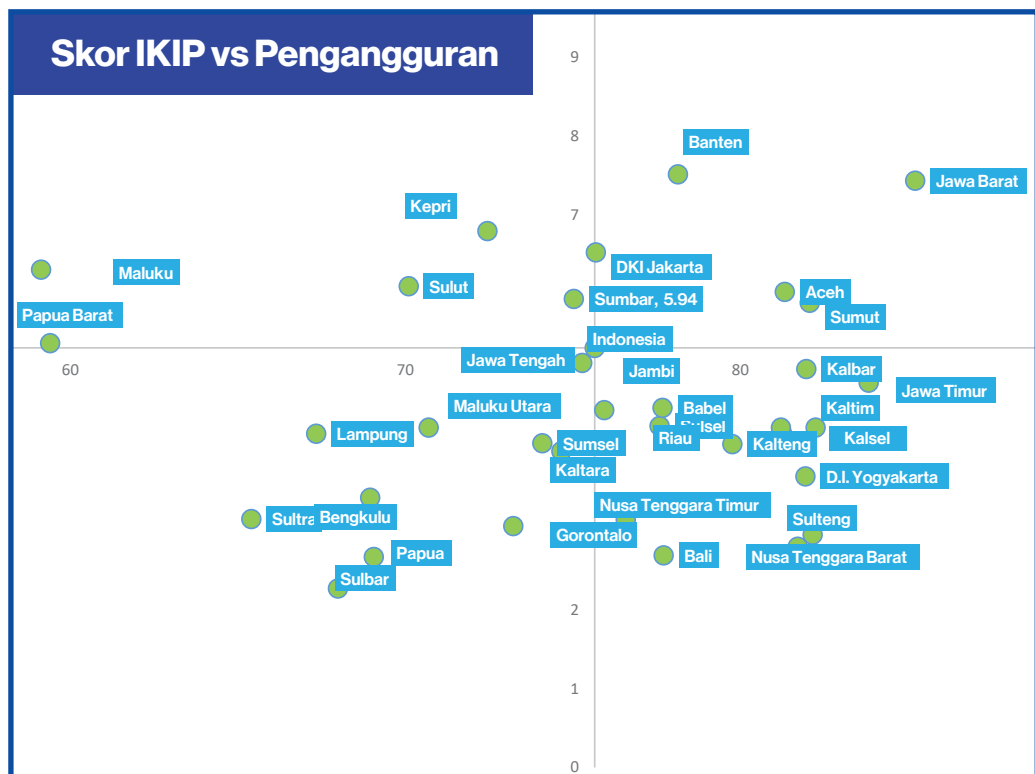 Skor IKIP vs Pengangguran
9
8
Banten
Jawa Barat
7
Kepri
DKI Jakarta
Maluku
Sulut
Aceh
Sumbar, 5.94
Sumut
Papua Barat
Indonesia
Jawa Tengah
60
70
Jambi
80
Kalbar
Jawa Timur
Maluku Utara
Babel
Kaltim
Sulsel
Lampung
Riau
Kalsel
Sumsel
Kalteng
Kaltara
D.I. Yogyakarta
Nusa Tenggara Timur
Sultra
Bengkulu
Sulteng
Gorontalo
Papua
Bali
Nusa Tenggara Barat
Sulbar
2
1
0